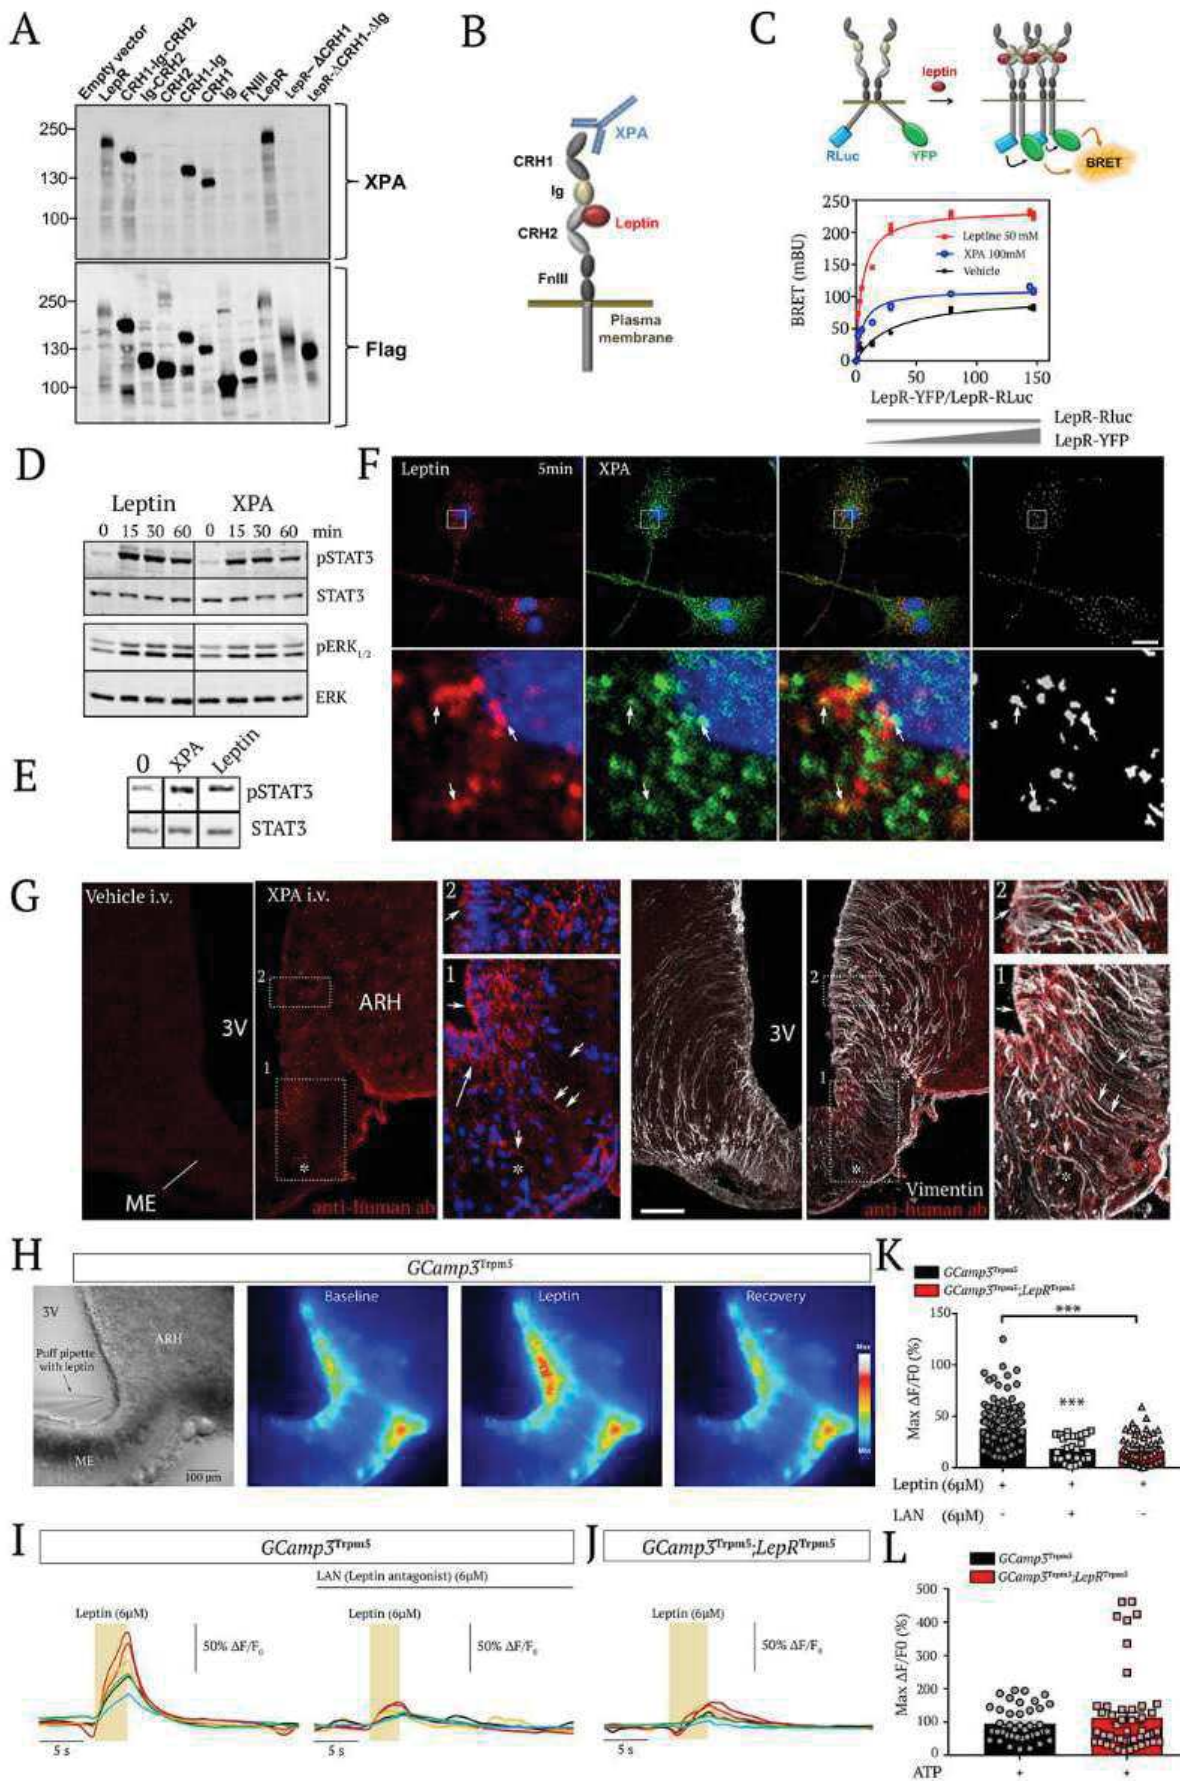 A
Empty vector
LepR
CRH1-Ig-CRH2
Ig-CRH2
CRH2
CRH1-Ig
CRH1
Ig
FNIII
LepR
LepR-ΔCRH1
LepR-ΔCRH1-ΔIg
250
130
100
XPA
250
130
100
Flag
B
XPA
CRH1
Ig
Leptin
CRH2
FnIII
Plasma
membrane
C
leptin
RLuc
YFP
BRET
BRET (mBU)
250
200
150
100
50
0
Leptine 50 mM
XPA 100mM
Vehicle
0 50 100 150
LepR-YFP/LepR-RLuc
LepR-Rluc
LepR-YFP
D
Leptin XPA
0 15 30 60 0 15 30 60 min
pSTAT3
STAT3
pERK1/2
ERK
E
0 XPA Leptin
pSTAT3
STAT3
F
Leptin 5min XPA
G
Vehicle i.v. XPA i.v.
2
1
2
1
ARH
3V
ME
*
*
anti-human ab
3V
2
1
2
1
*
*
Vimentin
anti-human ab
H
GCamp3Trpm5
3V
ARH
Puff pipette
with leptin
ME
100 µm
Baseline Leptin Recovery
Max
Min
K
GCamp3Trpm5
GCamp3Trpm5;LepRTrpm5
Max ΔF/F0 (%)
150
100
50
0
***
***
Leptin (6µM) + + +
LAN (6µM) - + -
I
GCamp3Trpm5
LAN (Leptin antagonist) (6µM)
Leptin (6µM) Leptin (6µM)
50% ΔF/F0 50% ΔF/F0
5 s 5 s
J
GCamp3Trpm5;LepRTrpm5
Leptin (6µM)
50% ΔF/F0
5 s
L
GCamp3Trpm5
GCamp3Trpm5;LepRTrpm5
Max ΔF/F0 (%)
500
400
300
200
100
0
ATP + +